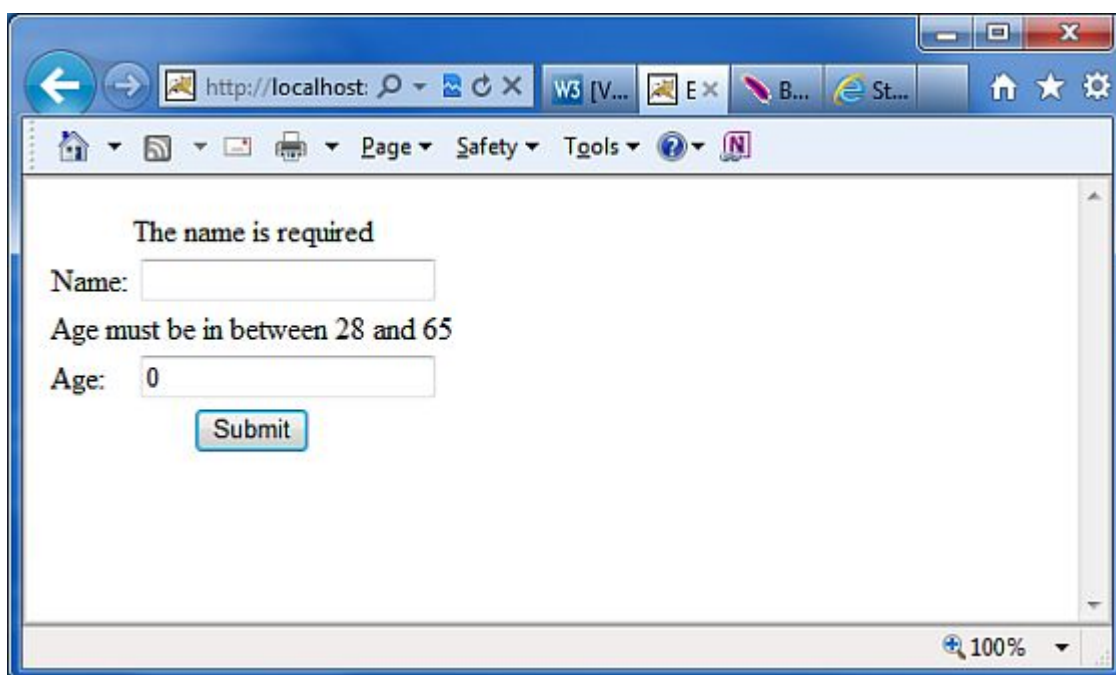 http://localhost: W3 [V... E B... St...
Page Safety Tools
The name is required
Name:
Age must be in between 28 and 65
Age: 0
Submit
100%